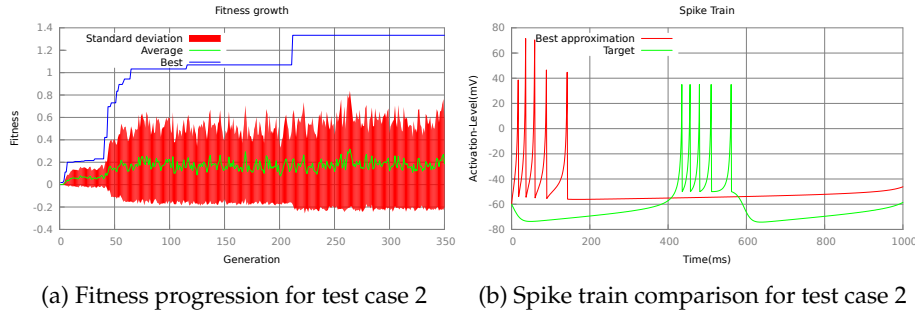 Fitness growth
1.4
1.2
1
0.8
0.6
0.4
0.2
0
-0.2
-0.4
Fitness
Standard deviation
Average
Best
0 50 100 150 200 250 300 350
Generation
(a) Fitness progression for test case 2
Spike Train
80
60
40
20
0
-20
-40
-60
-80
Activation-Level(mV)
Best approximation
Target
0 200 400 600 800 1000
Time(ms)
(b) Spike train comparison for test case 2